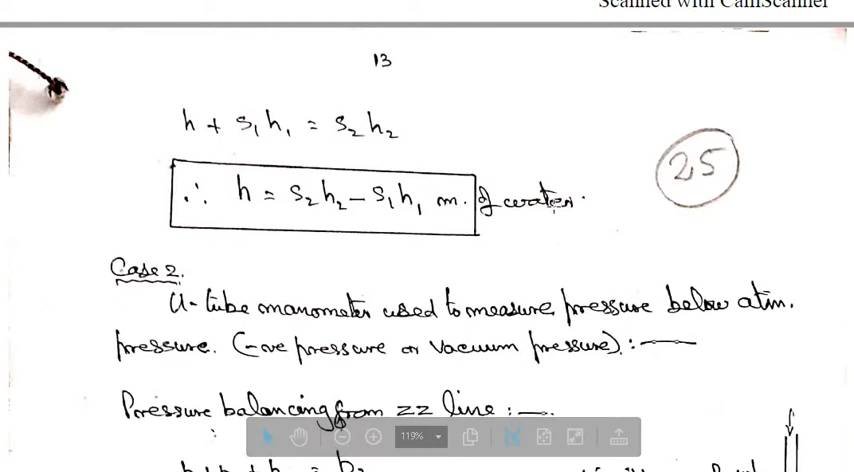 Scanned with CamScanner
13
h + S₁h₁ = S₂h₂
25
∴ h = S₂h₂ – S₁h₁ m. of water.
Case 2.
U-tube manometer used to measure pressure below atm.
pressure. (-ve pressure or Vacuum pressure) : —
Pressure balancing from ZZ line : —.
119%